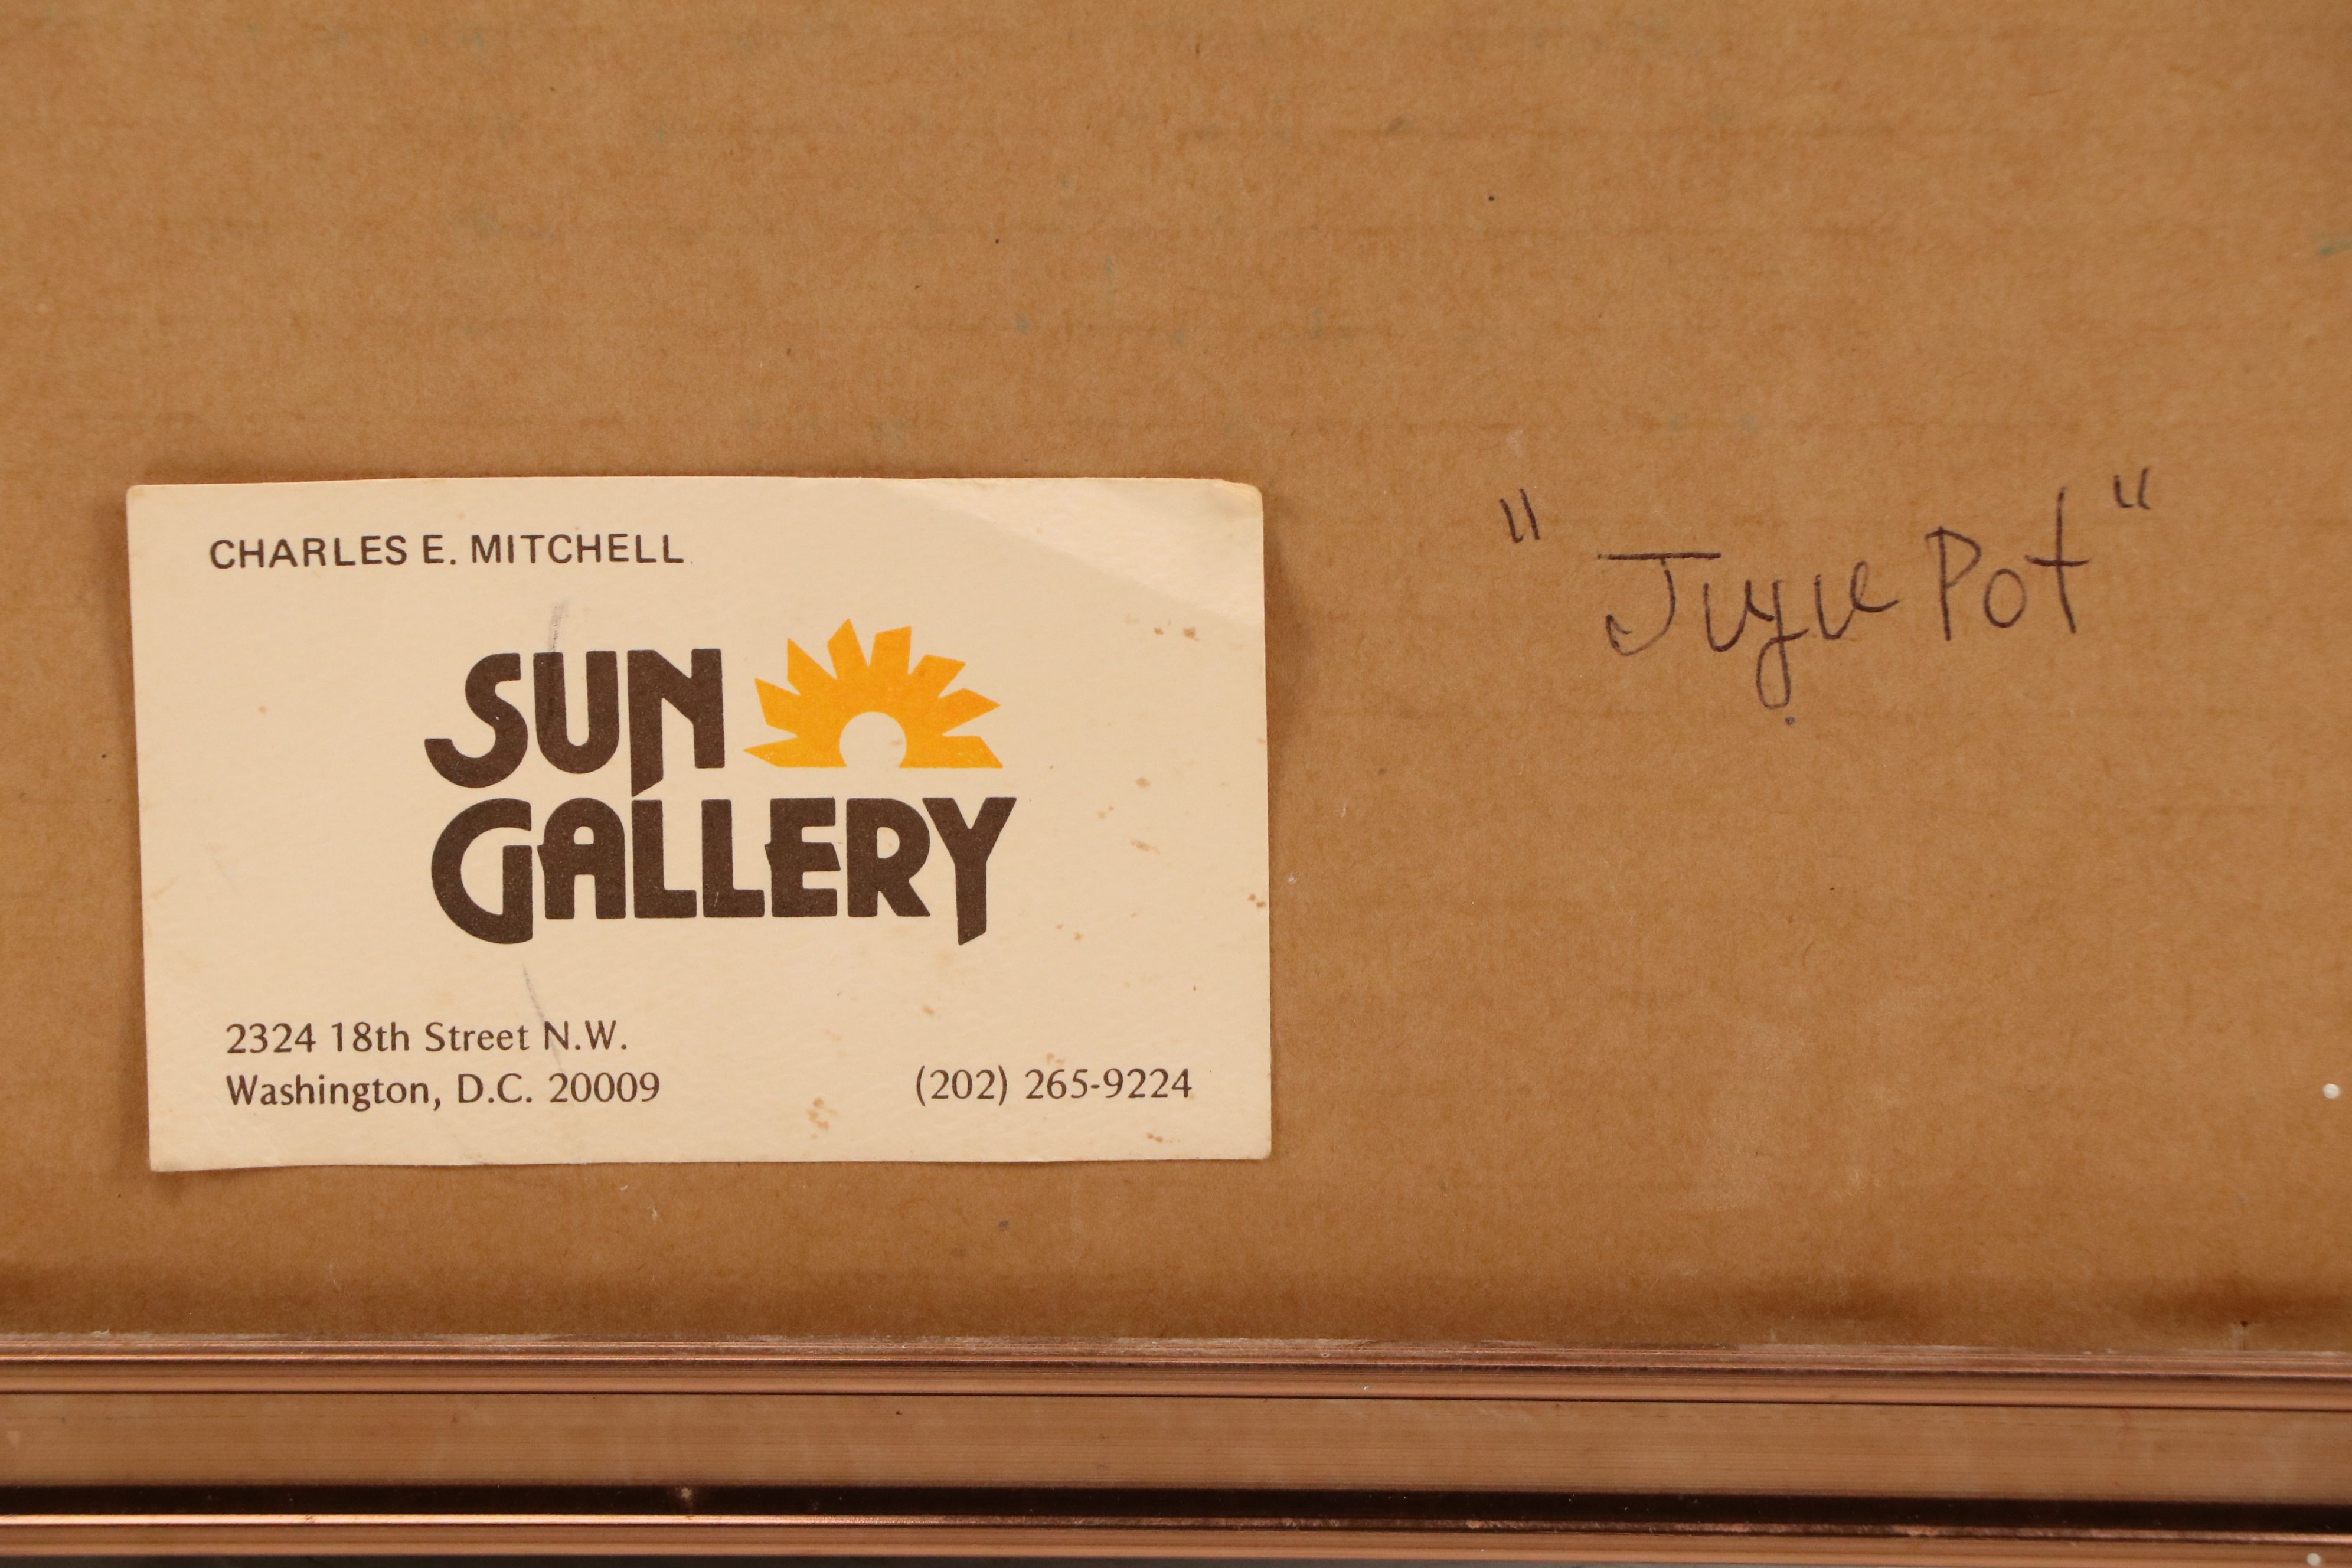 CHARLES E. MITCHELL
SUN
GALLERY
2324 18th Street N.W.
Washington, D.C. 20009
(202) 265-9224
"Juju Pot"